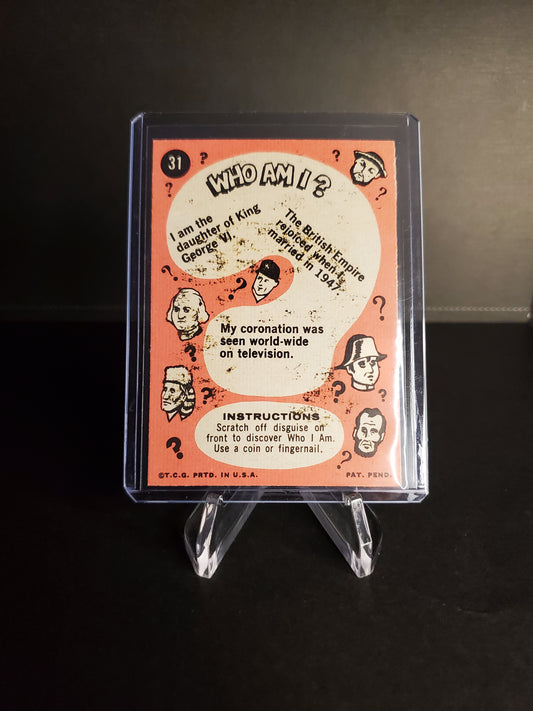 31
WHO AM I?
I am the
daughter of King
George VI.
The British Empire
rejoiced when I
married in 1947.
My coronation was
seen world-wide
on television.
INSTRUCTIONS
Scratch off disguise on
front to discover Who I Am.
Use a coin or fingernail.
©T.C.G. PRTD. IN U.S.A.
PAT. PEND.